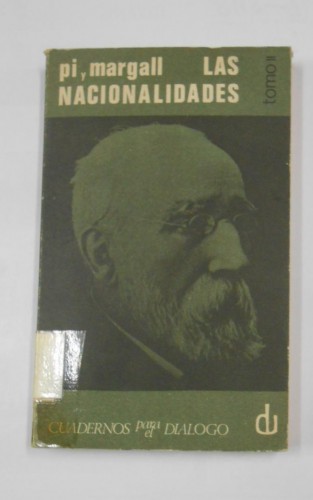 pi y margall LAS
NACIONALIDADES
tomo II
CUADERNOS para el DIALOGO
du